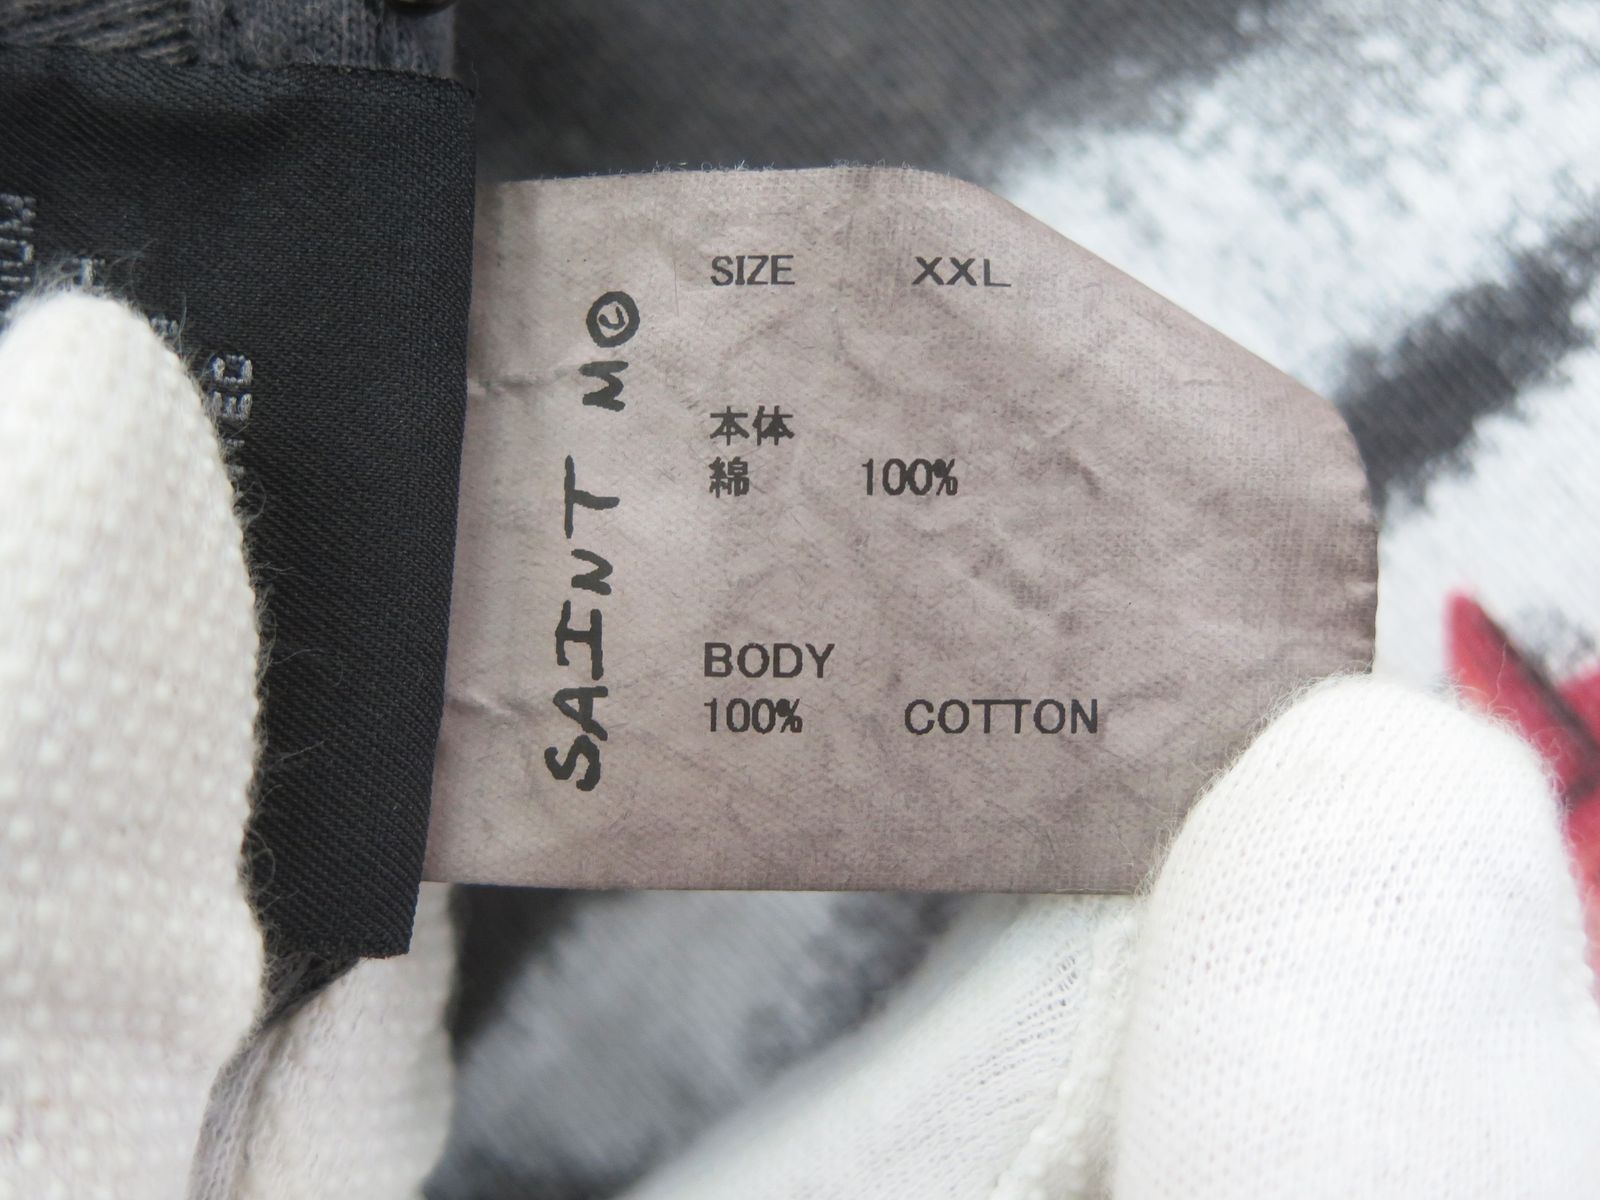 SAINT M©
SIZE XXL
本体
綿 100%
BODY
100% COTTON